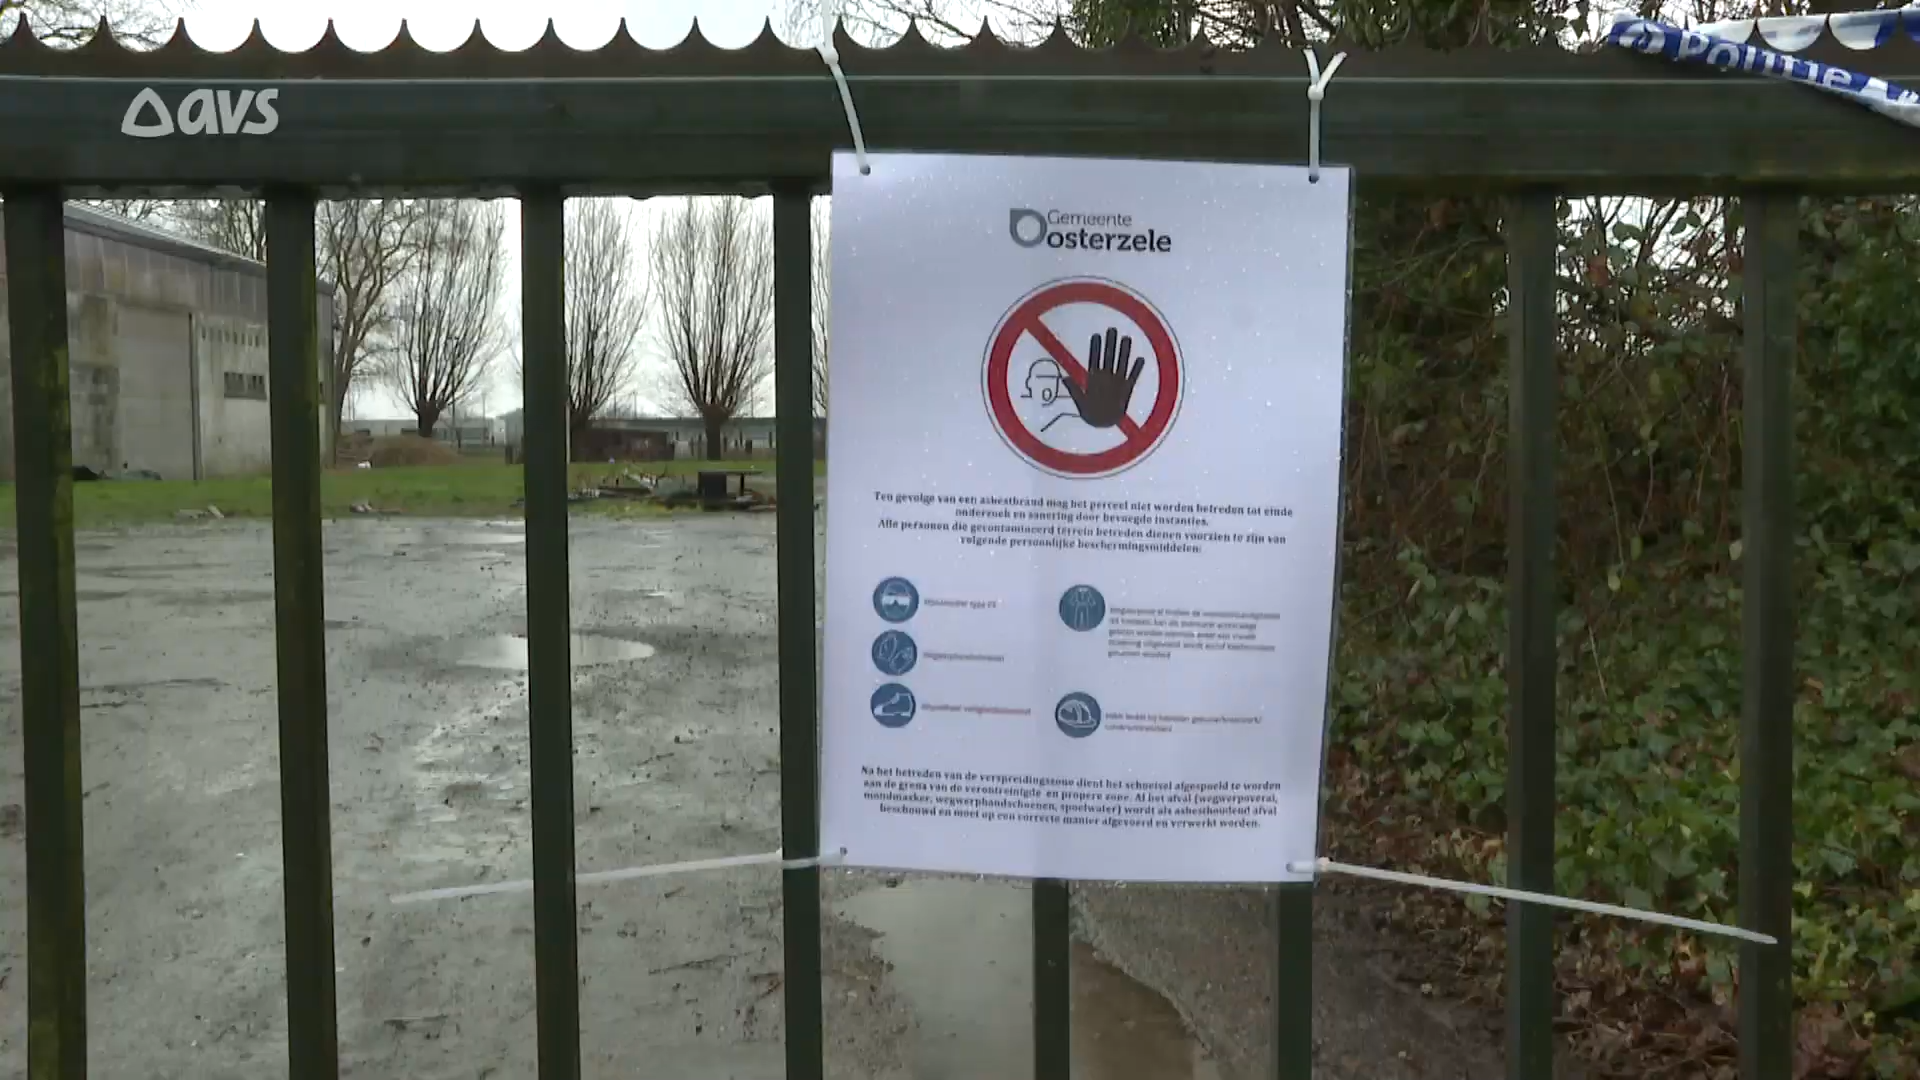 avs
Politie
Gemeente
Oosterzele
Ten gevolge van een asbestbrand mag het perceel niet worden betreden tot einde
onderzoek en sanering door bevoegde instanties.
Alle personen die gecontamineerd terrein betreden dienen voorzien te zijn van
volgende persoonlijke beschermingsmiddelen:
type
Wegwerphandschoenen
Na het betreden van de verspreidingszone dient het schoeisel afgespoeld te worden
aan de grens van de verontreinigde en propere zone. Al het afval (wegwerpoveral,
mondmasker, wegwerphandschoenen, spoelwater) wordt als asbesthoudend afval
beschouwd en moet op een correcte manier afgevoerd en verwerkt worden.